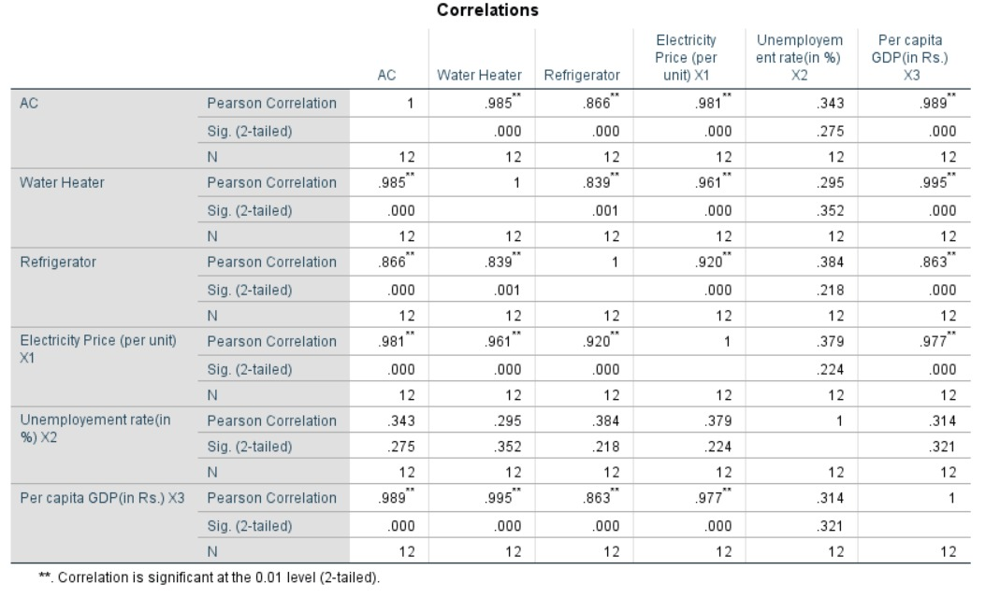 Correlations
AC Water Heater Refrigerator Electricity Price (per unit) X1 Unemployem ent rate(in %) X2 Per capita GDP(in Rs.) X3
AC Pearson Correlation 1 .985** .866** .981** .343 .989**
Sig. (2-tailed) .000 .000 .000 .275 .000
N 12 12 12 12 12 12
Water Heater Pearson Correlation .985** 1 .839** .961** .295 .995**
Sig. (2-tailed) .000 .001 .000 .352 .000
N 12 12 12 12 12 12
Refrigerator Pearson Correlation .866** .839** 1 .920** .384 .863**
Sig. (2-tailed) .000 .001 .000 .218 .000
N 12 12 12 12 12 12
Electricity Price (per unit) X1 Pearson Correlation .981** .961** .920** 1 .379 .977**
Sig. (2-tailed) .000 .000 .000 .224 .000
N 12 12 12 12 12 12
Unemployement rate(in %) X2 Pearson Correlation .343 .295 .384 .379 1 .314
Sig. (2-tailed) .275 .352 .218 .224 .321
N 12 12 12 12 12 12
Per capita GDP(in Rs.) X3 Pearson Correlation .989** .995** .863** .977** .314 1
Sig. (2-tailed) .000 .000 .000 .000 .321
N 12 12 12 12 12 12
**. Correlation is significant at the 0.01 level (2-tailed).